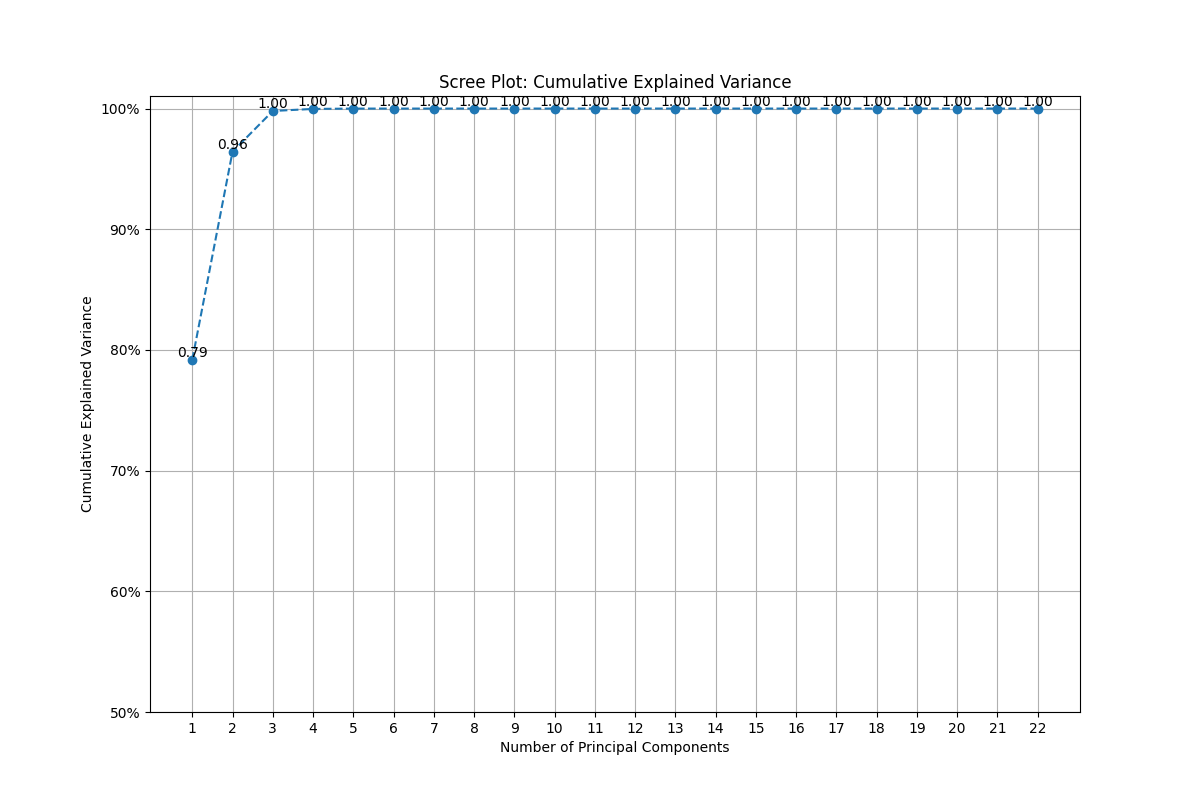 Scree Plot: Cumulative Explained Variance
1.00 1.00 1.00 1.00 1.00 1.00 1.00 1.00 1.00 1.00 1.00 1.00 1.00 1.00 1.00 1.00 1.00 1.00 1.00 1.00
100%
0.96
90%
0.79
80%
70%
60%
50%
Cumulative Explained Variance
1 2 3 4 5 6 7 8 9 10 11 12 13 14 15 16 17 18 19 20 21 22
Number of Principal Components